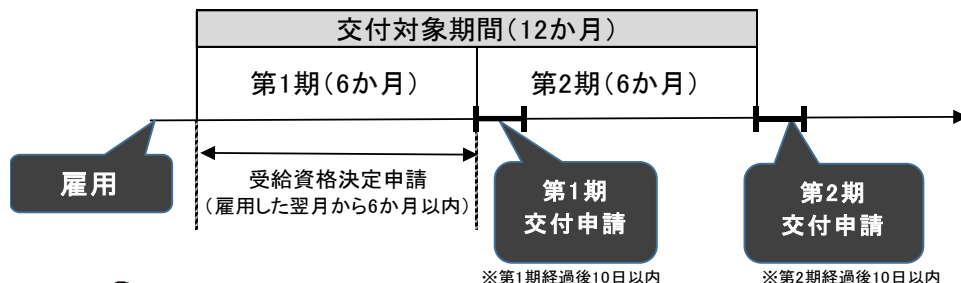 交付対象期間(12か月)
第1期(6か月)
第2期(6か月)
雇用
受給資格決定申請
(雇用した翌月から6か月以内)
第1期
交付申請
第2期
交付申請
※第1期経過後10日以内
※第2期経過後10日以内